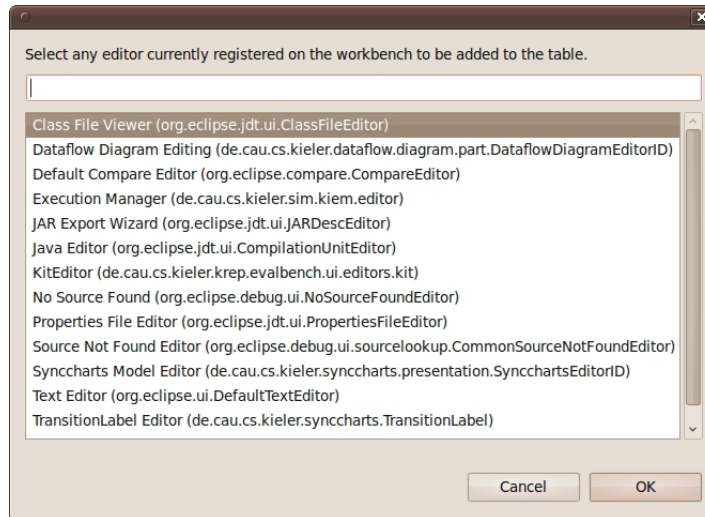 Select any editor currently registered on the workbench to be added to the table.
Class File Viewer (org.eclipse.jdt.ui.ClassFileEditor)
Dataflow Diagram Editing (de.cau.cs.kieler.dataflow.diagram.part.DataflowDiagramEditorID)
Default Compare Editor (org.eclipse.compare.CompareEditor)
Execution Manager (de.cau.cs.kieler.sim.kiem.editor)
JAR Export Wizard (org.eclipse.jdt.ui.JARDescEditor)
Java Editor (org.eclipse.jdt.ui.CompilationUnitEditor)
KitEditor (de.cau.cs.kieler.krep.evalbench.ui.editors.kit)
No Source Found (org.eclipse.debug.ui.NoSourceFoundEditor)
Properties File Editor (org.eclipse.jdt.ui.PropertiesFileEditor)
Source Not Found Editor (org.eclipse.debug.ui.sourcelookup.CommonSourceNotFoundEditor)
Synccharts Model Editor (de.cau.cs.kieler.synccharts.presentation.SyncchartsEditorID)
Text Editor (org.eclipse.ui.DefaultTextEditor)
TransitionLabel Editor (de.cau.cs.kieler.synccharts.TransitionLabel)
Cancel OK